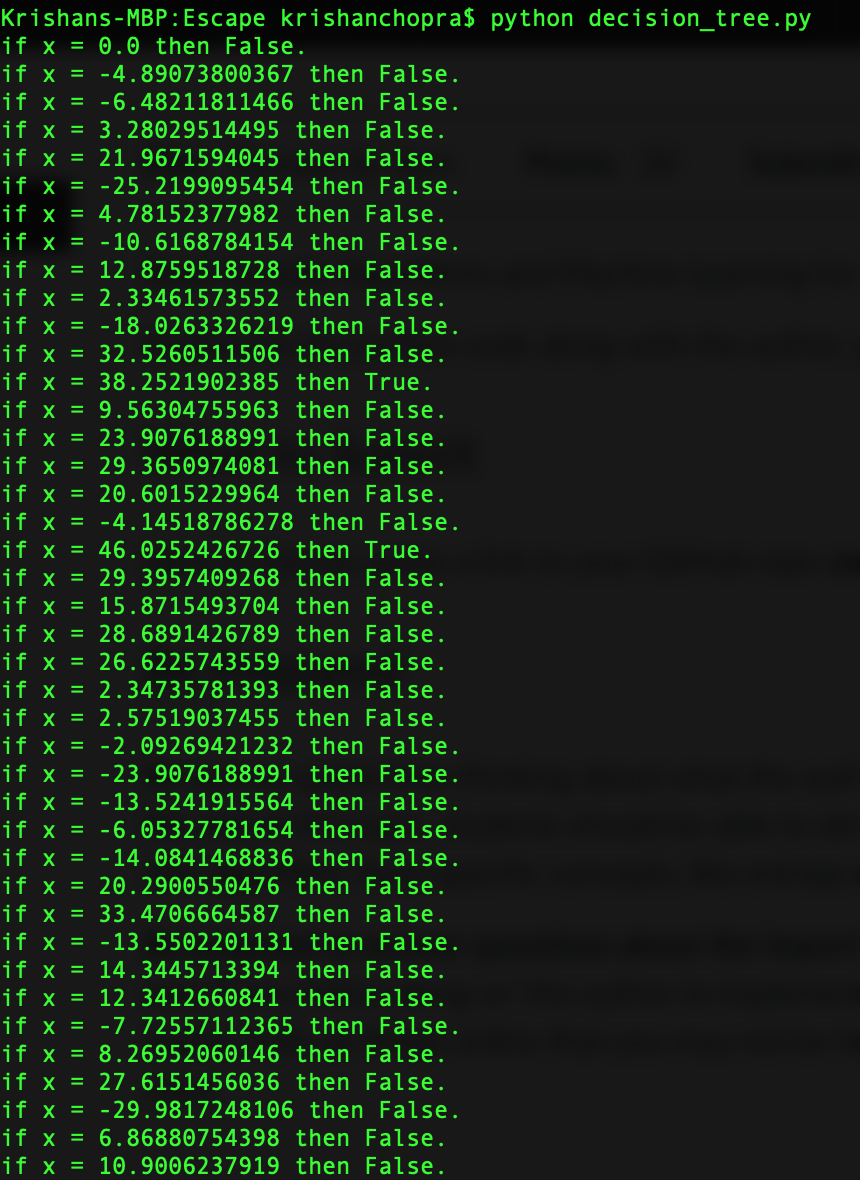 Krishans-MBP:Escape krishanchopra$ python decision_tree.py
if x = 0.0 then False.
if x = -4.89073800367 then False.
if x = -6.48211811466 then False.
if x = 3.28029514495 then False.
if x = 21.9671594045 then False.
if x = -25.2199095454 then False.
if x = 4.78152377982 then False.
if x = -10.6168784154 then False.
if x = 12.8759518728 then False.
if x = 2.33461573552 then False.
if x = -18.0263326219 then False.
if x = 32.5260511506 then False.
if x = 38.2521902385 then True.
if x = 9.56304755963 then False.
if x = 23.9076188991 then False.
if x = 29.3650974081 then False.
if x = 20.6015229964 then False.
if x = -4.14518786278 then False.
if x = 46.0252426726 then True.
if x = 29.3957409268 then False.
if x = 15.8715493704 then False.
if x = 28.6891426789 then False.
if x = 26.6225743559 then False.
if x = 2.34735781393 then False.
if x = 2.57519037455 then False.
if x = -2.09269421232 then False.
if x = -23.9076188991 then False.
if x = -13.5241915564 then False.
if x = -6.05327781654 then False.
if x = -14.0841468836 then False.
if x = 20.2900550476 then False.
if x = 33.4706664587 then False.
if x = -13.5502201131 then False.
if x = 14.3445713394 then False.
if x = 12.3412660841 then False.
if x = -7.72557112365 then False.
if x = 8.26952060146 then False.
if x = 27.6151456036 then False.
if x = -29.9817248106 then False.
if x = 6.86880754398 then False.
if x = 10.9006237919 then False.